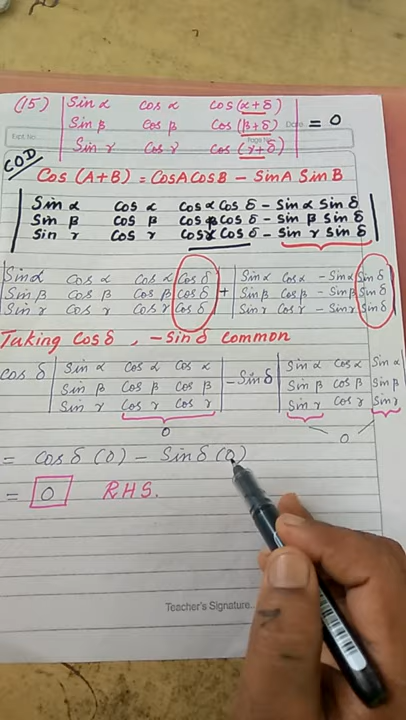 (15) | Sin α cos α cos(α+δ) |
| Sin β cos β cos(β+δ) | = 0
| Sin γ cos γ cos(γ+δ) |
Expt. No. Date
Page No.
COD
Cos (A+B) = CosA CosB - SinA SinB
| Sin α Cos α Cos α Cos δ - Sin α Sin δ |
| Sin β Cos β Cos β Cos δ - Sin β Sin δ |
| Sin γ Cos γ Cos γ Cos δ - Sin γ Sin δ |
| Sin α Cos α Cos α Cos δ | + | Sin α Cos α - Sin α Sin δ |
| Sin β Cos β Cos β Cos δ | | Sin β Cos β - Sin β Sin δ |
| Sin γ Cos γ Cos γ Cos δ | | Sin γ Cos γ - Sin γ Sin δ |
Taking Cos δ , - Sin δ Common
Cos δ | Sin α Cos α Cos α | - Sin δ | Sin α Cos α Sin α |
| Sin β Cos β Cos β | | Sin β Cos β Sin β |
| Sin γ Cos γ Cos γ | | Sin γ Cos γ Sin γ |
0 0
= Cos δ (0) - Sin δ (0)
= 0 RHS.
Teacher's Signature